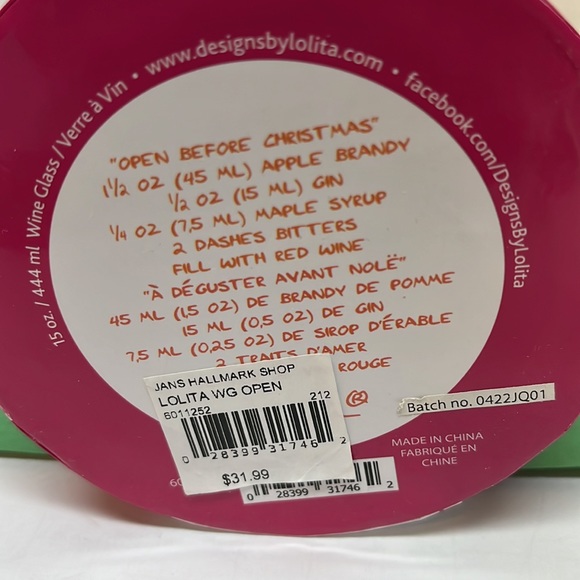 • www.designsbylolita.com •
facebook.com/DesignsByLolita
15 oz./ 444 ml Wine Glass / Verre à Vin
"OPEN BEFORE CHRISTMAS"
1 1/2 OZ (45 ML) APPLE BRANDY
1/2 OZ (15 ML) GIN
1/4 OZ (7,5 ML) MAPLE SYRUP
2 DASHES BITTERS
FILL WITH RED WINE
"À DÉGUSTER AVANT NOLË"
45 ML (1,5 OZ) DE BRANDY DE POMME
15 ML (0,5 OZ) DE GIN
7,5 ML (0,25 OZ) DE SIROP D'ÉRABLE
2 TRAITS D'AMER
ROUGE
®
JANS HALLMARK SHOP
LOLITA WG OPEN
6011252 212
0 28399 31746 2
$31.99
Batch no. 0422JQ01
MADE IN CHINA
FABRIQUÉ EN
CHINE
60
0 28399 31746 2